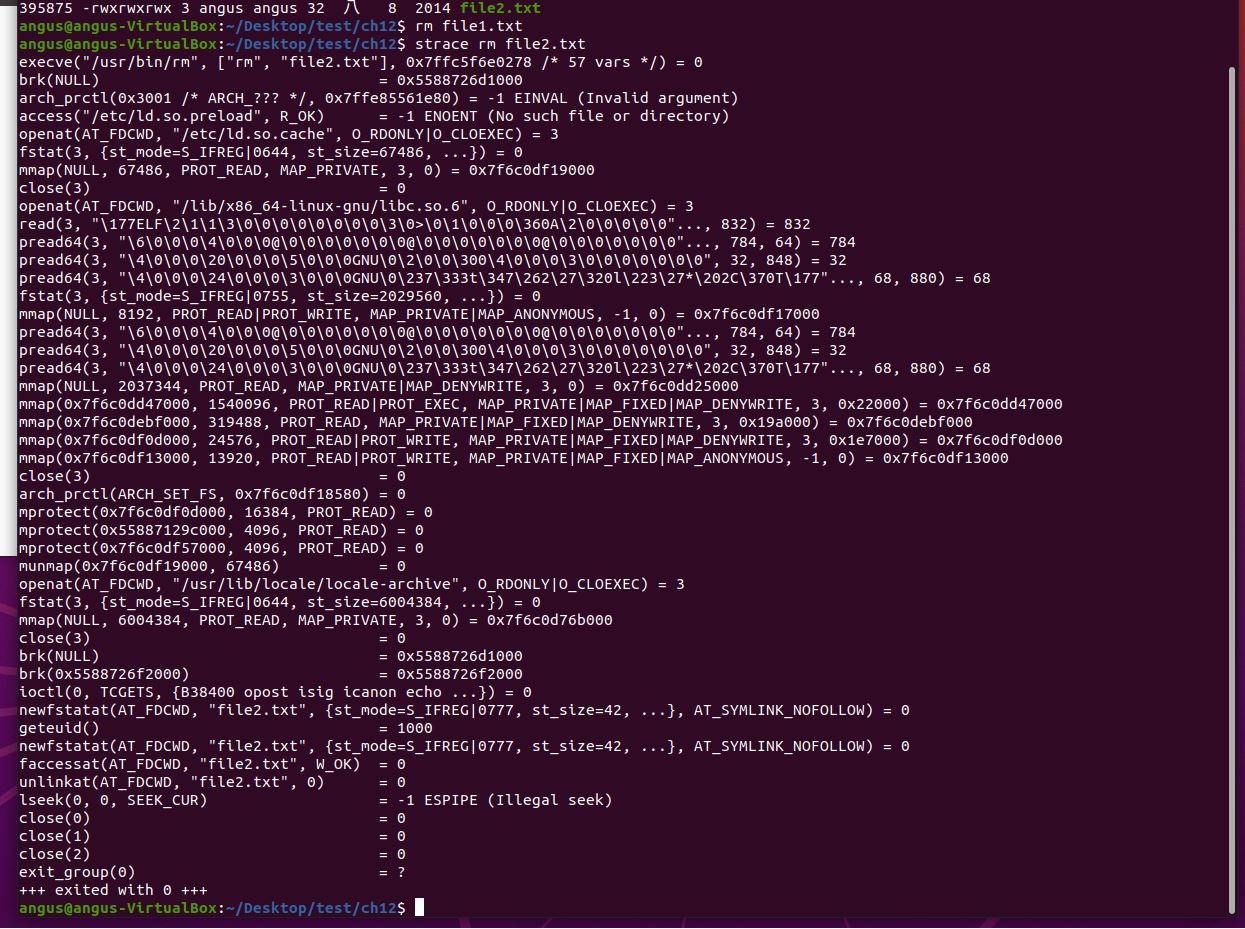 395875 -rwxrwxrwx 3 angus angus 32  八   8  2014 file2.txt
angus@angus-VirtualBox:~/Desktop/test/ch12$ rm file1.txt
angus@angus-VirtualBox:~/Desktop/test/ch12$ strace rm file2.txt
execve("/usr/bin/rm", ["rm", "file2.txt"], 0x7ffc5f6e0278 /* 57 vars */) = 0
brk(NULL)                               = 0x5588726d1000
arch_prctl(0x3001 /* ARCH_??? */, 0x7ffe85561e80) = -1 EINVAL (Invalid argument)
access("/etc/ld.so.preload", R_OK)      = -1 ENOENT (No such file or directory)
openat(AT_FDCWD, "/etc/ld.so.cache", O_RDONLY|O_CLOEXEC) = 3
fstat(3, {st_mode=S_IFREG|0644, st_size=67486, ...}) = 0
mmap(NULL, 67486, PROT_READ, MAP_PRIVATE, 3, 0) = 0x7f6c0df19000
close(3)                                = 0
openat(AT_FDCWD, "/lib/x86_64-linux-gnu/libc.so.6", O_RDONLY|O_CLOEXEC) = 3
read(3, "\177ELF\2\1\1\3\0\0\0\0\0\0\0\0\3\0>\0\1\0\0\0\360A\2\0\0\0\0\0"..., 832) = 832
pread64(3, "\6\0\0\0\4\0\0\0@\0\0\0\0\0\0\0@\0\0\0\0\0\0\0@\0\0\0\0\0\0\0"..., 784, 64) = 784
pread64(3, "\4\0\0\0\20\0\0\0\5\0\0\0GNU\0\2\0\0\300\4\0\0\0\3\0\0\0\0\0\0\0", 32, 848) = 32
pread64(3, "\4\0\0\0\24\0\0\0\3\0\0\0GNU\0\237\333t\347\262\27\320l\223\27*\202C\370T\177"..., 68, 880) = 68
fstat(3, {st_mode=S_IFREG|0755, st_size=2029560, ...}) = 0
mmap(NULL, 8192, PROT_READ|PROT_WRITE, MAP_PRIVATE|MAP_ANONYMOUS, -1, 0) = 0x7f6c0df17000
pread64(3, "\6\0\0\0\4\0\0\0@\0\0\0\0\0\0\0@\0\0\0\0\0\0\0@\0\0\0\0\0\0\0"..., 784, 64) = 784
pread64(3, "\4\0\0\0\20\0\0\0\5\0\0\0GNU\0\2\0\0\300\4\0\0\0\3\0\0\0\0\0\0\0", 32, 848) = 32
pread64(3, "\4\0\0\0\24\0\0\0\3\0\0\0GNU\0\237\333t\347\262\27\320l\223\27*\202C\370T\177"..., 68, 880) = 68
mmap(NULL, 2037344, PROT_READ, MAP_PRIVATE|MAP_DENYWRITE, 3, 0) = 0x7f6c0dd25000
mmap(0x7f6c0dd47000, 1540096, PROT_READ|PROT_EXEC, MAP_PRIVATE|MAP_FIXED|MAP_DENYWRITE, 3, 0x22000) = 0x7f6c0dd47000
mmap(0x7f6c0debf000, 319488, PROT_READ, MAP_PRIVATE|MAP_FIXED|MAP_DENYWRITE, 3, 0x19a000) = 0x7f6c0debf000
mmap(0x7f6c0df0d000, 24576, PROT_READ|PROT_WRITE, MAP_PRIVATE|MAP_FIXED|MAP_DENYWRITE, 3, 0x1e7000) = 0x7f6c0df0d000
mmap(0x7f6c0df13000, 13920, PROT_READ|PROT_WRITE, MAP_PRIVATE|MAP_FIXED|MAP_ANONYMOUS, -1, 0) = 0x7f6c0df13000
close(3)                                = 0
arch_prctl(ARCH_SET_FS, 0x7f6c0df18580) = 0
mprotect(0x7f6c0df0d000, 16384, PROT_READ) = 0
mprotect(0x55887129c000, 4096, PROT_READ) = 0
mprotect(0x7f6c0df57000, 4096, PROT_READ) = 0
munmap(0x7f6c0df19000, 67486)           = 0
openat(AT_FDCWD, "/usr/lib/locale/locale-archive", O_RDONLY|O_CLOEXEC) = 3
fstat(3, {st_mode=S_IFREG|0644, st_size=6004384, ...}) = 0
mmap(NULL, 6004384, PROT_READ, MAP_PRIVATE, 3, 0) = 0x7f6c0d76b000
close(3)                                = 0
brk(NULL)                               = 0x5588726d1000
brk(0x5588726f2000)                     = 0x5588726f2000
ioctl(0, TCGETS, {B38400 opost isig icanon echo ...}) = 0
newfstatat(AT_FDCWD, "file2.txt", {st_mode=S_IFREG|0777, st_size=42, ...}, AT_SYMLINK_NOFOLLOW) = 0
geteuid()                               = 1000
newfstatat(AT_FDCWD, "file2.txt", {st_mode=S_IFREG|0777, st_size=42, ...}, AT_SYMLINK_NOFOLLOW) = 0
faccessat(AT_FDCWD, "file2.txt", W_OK)  = 0
unlinkat(AT_FDCWD, "file2.txt", 0)      = 0
lseek(0, 0, SEEK_CUR)                   = -1 ESPIPE (Illegal seek)
close(0)                                = 0
close(1)                                = 0
close(2)                                = 0
exit_group(0)                           = ?
+++ exited with 0 +++
angus@angus-VirtualBox:~/Desktop/test/ch12$